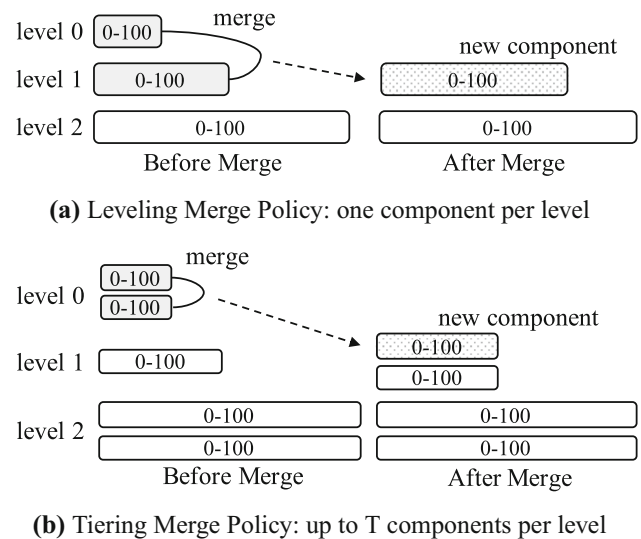 merge
level 0 0-100
new component
level 1 0-100 0-100
level 2 0-100 0-100
Before Merge After Merge
(a) Leveling Merge Policy: one component per level
merge
0-100
level 0
0-100
new component
0-100
level 1 0-100
0-100
0-100 0-100
level 2
0-100 0-100
Before Merge After Merge
(b) Tiering Merge Policy: up to T components per level